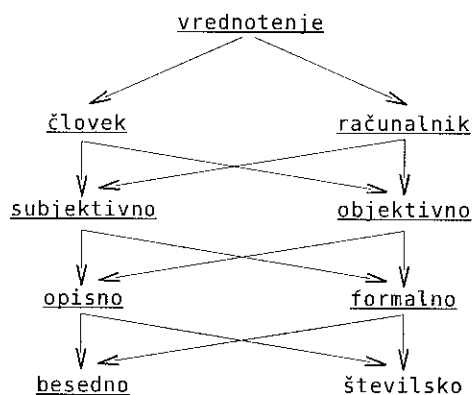 vrednotenje
človek računalnik
subjektivno objektivno
opisno formalno
besedno številsko